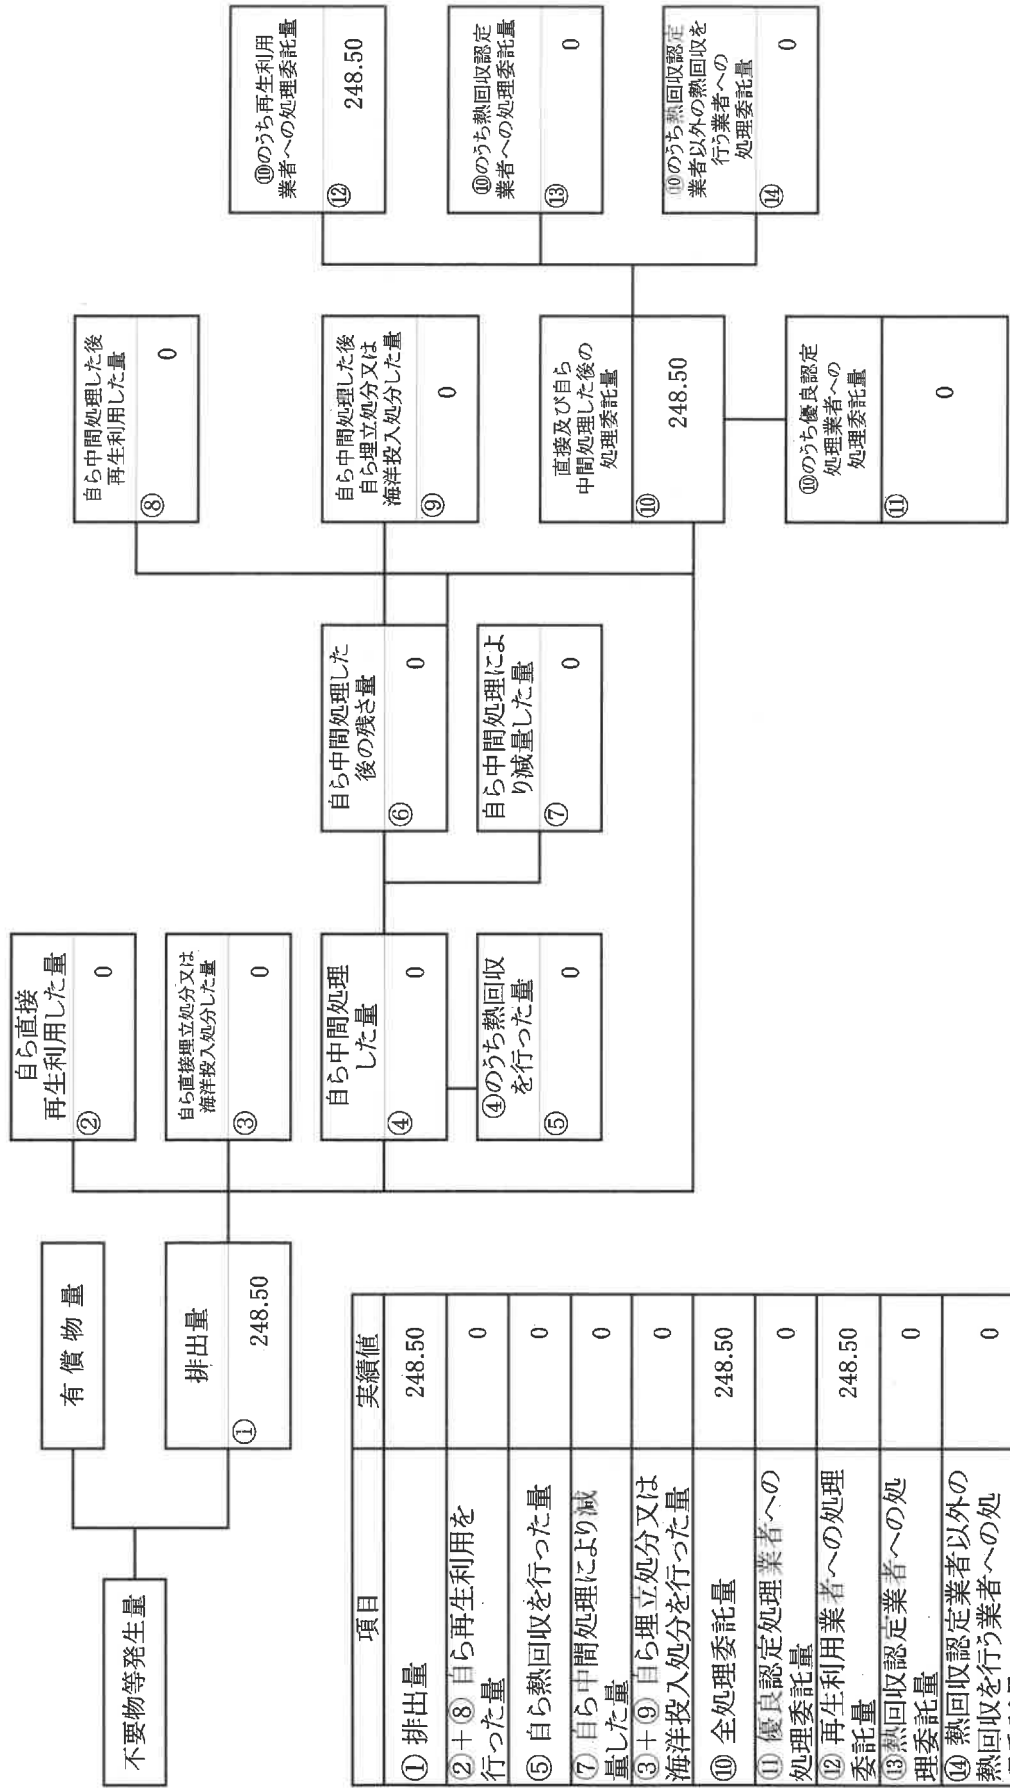 不要物等発生量
有償物量
排出量
①
248.50
自ら直接
再生利用した量
②
0
自ら直接埋立処分又は
海洋投入処分した量
③
0
自ら中間処理
した量
④
0
④のうち熱回収
を行った量
⑤
0
自ら中間処理した
後の残さ量
⑥
0
自ら中間処理によ
り減量した量
⑦
0
自ら中間処理した後
再生利用した量
⑧
0
自ら中間処理した後
自ら埋立処分又は
海洋投入処分した量
⑨
0
直接及び自ら
中間処理した後の
処理委託量
⑩
248.50
⑩のうち優良認定
処理業者への
処理委託量
⑪
0
⑩のうち再生利用
業者への処理委託量
⑫
248.50
⑩のうち熱回収認定
業者への処理委託量
⑬
0
⑩のうち熱回収認定
業者以外の熱回収を
行う業者への
処理委託量
⑭
0
項目 実績値
① 排出量 248.50
②+⑧ 自ら再生利用を
行った量 0
⑤ 自ら熱回収を行った量 0
⑦ 自ら中間処理により減
量した量 0
③+⑨ 自ら埋立処分又は
海洋投入処分を行った量 0
⑩ 全処理委託量 248.50
⑪ 優良認定処理業者への
処理委託量 0
⑫ 再生利用業者への処理
委託量 248.50
⑬熱回収認定業者への処
理委託量 0
⑭ 熱回収認定業者以外の
熱回収を行う業者への処 0